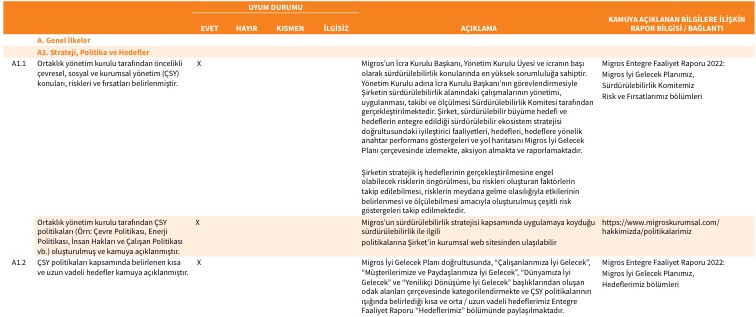 UYUM DURUMU
KAMUYA AÇIKLANAN BİLGİLERE İLİŞKİN
EVET HAYIR KISMEN İLGİSİZ AÇIKLAMA RAPOR BİLGİSİ / BAĞLANTI
A. Genel İlkeler
A1. Strateji, Politika ve Hedefler
A1.1
Ortaklık yönetim kurulu tarafından öncelikli
çevresel, sosyal ve kurumsal yönetim (ÇSY)
konuları, riskleri ve fırsatları belirlenmiştir.
X
Migros'un İcra Kurulu Başkanı, Yönetim Kurulu Üyesi ve icranın başı
olarak sürdürülebilirlik konularında en yüksek sorumluluğa sahiptir.
Yönetim Kurulu adına İcra Kurulu Başkanı'nın görevlendirmesiyle
Şirketin sürdürülebilirlik alanındaki çalışmalarının yönetimi,
uygulanması, takibi ve ölçülmesi Sürdürülebilirlik Komitesi tarafından
gerçekleştirilmektedir. Şirket, sürdürülebilir büyüme hedefi ve
hedeflerin entegre edildiği sürdürülebilir ekosistem stratejisi
doğrultusundaki iyileştirici faaliyetleri, hedefleri, hedeflere yönelik
anahtar performans göstergeleri ve yol haritasını Migros İyi Gelecek
Planı çerçevesinde izlemekte, aksiyon almakta ve raporlamaktadır.
Şirketin stratejik iş hedeflerinin gerçekleştirilmesine engel
olabilecek risklerin öngörülmesi, bu riskleri oluşturan faktörlerin
takip edilebilmesi, risklerin meydana gelme olasılığıyla etkilerinin
belirlenmesi ve ölçülebilmesi amacıyla oluşturulmuş çeşitli risk
göstergeleri takip edilmektedir.
Migros Entegre Faaliyet Raporu 2022:
Migros İyi Gelecek Planımız,
Sürdürülebilirlik Komitemiz
Risk ve Fırsatlarımız bölümleri
Ortaklık yönetim kurulu tarafından ÇSY
politikaları (Örn: Çevre Politikası, Enerji
Politikası, İnsan Hakları ve Çalışan Politikası
vb.) oluşturulmuş ve kamuya açıklanmıştır.
X
Migros'un sürdürülebilirlik stratejisi kapsamında uygulamaya koyduğu
sürdürülebilirlik ile ilgili
politikalarına Şirket'in kurumsal web sitesinden ulaşılabilir
https://www.migroskurumsal.com/
hakkimizda/politikalarimiz
A1.2
ÇSY politikaları kapsamında belirlenen kısa
ve uzun vadeli hedefler kamuya açıklanmıştır.
X
Migros İyi Gelecek Planı doğrultusunda, "Çalışanlarımıza İyi Gelecek",
"Müşterilerimize ve Paydaşlarımıza İyi Gelecek", "Dünyamıza İyi
Gelecek" ve "Yenilikçi Dönüşüme İyi Gelecek" başlıklarından oluşan
odak alanları çerçevesinde kategorilendirmekte ve ÇSY politikalarının
ışığında belirlediği kısa ve orta / uzun vadeli hedeflerimiz Entegre
Faaliyet Raporu "Hedeflerimiz" bölümünde paylaşılmaktadır.
Migros Entegre Faaliyet Raporu 2022:
Migros İyi Gelecek Planımız,
Hedeflerimiz bölümleri